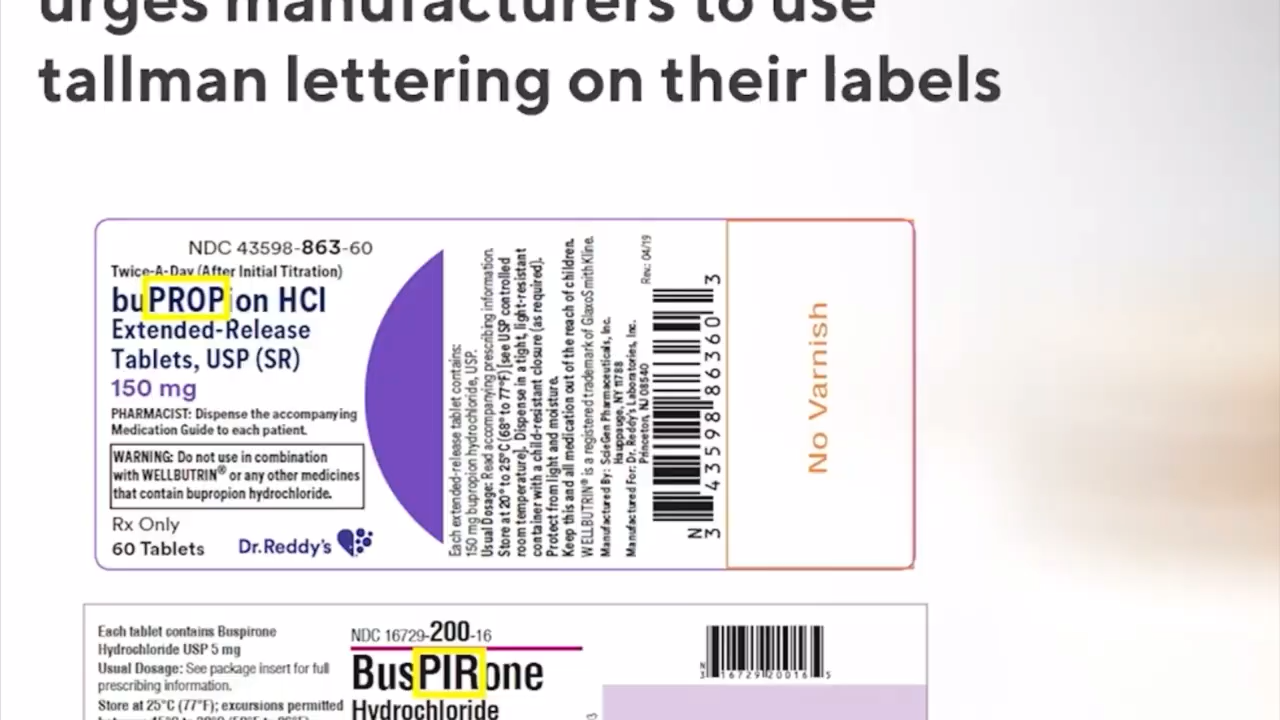 urges manufacturers to use
tallman lettering on their labels
NDC 43598-863-60
Twice-A-Day (After Initial Titration)
buPROPion HCl
Extended-Release
Tablets, USP (SR)
150 mg
PHARMACIST: Dispense the accompanying
Medication Guide to each patient.
WARNING: Do not use in combination
with WELLBUTRIN® or any other medicines
that contain bupropion hydrochloride.
Rx Only
60 Tablets
Dr.Reddy's
Each extended-release tablet contains:
150 mg bupropion hydrochloride, USP.
Usual Dosage: Read accompanying prescribing information.
Store at 20° to 25°C (68° to 77°F) [see USP controlled
room temperature]. Dispense in a tight, light-resistant
container with a child-resistant closure (as required).
Protect from light and moisture.
Keep this and all medication out of the reach of children.
WELLBUTRIN® is a registered trademark of GlaxoSmithKline.
Manufactured By: ScieGen Pharmaceuticals, Inc.
Hauppauge, NY 11788
Manufactured For: Dr. Reddy's Laboratories, Inc.
Princeton, NJ 08540
Rev.: 04/19
N
3 43598 86360 3
No Varnish
Each tablet contains Buspirone
Hydrochloride USP 5 mg
Usual Dosage: See package insert for full
prescribing information.
Store at 25°C (77°F); excursions permitted
NDC 16729-200-16
BusPIRone
Hydrochloride
N
3 16729 20016 5